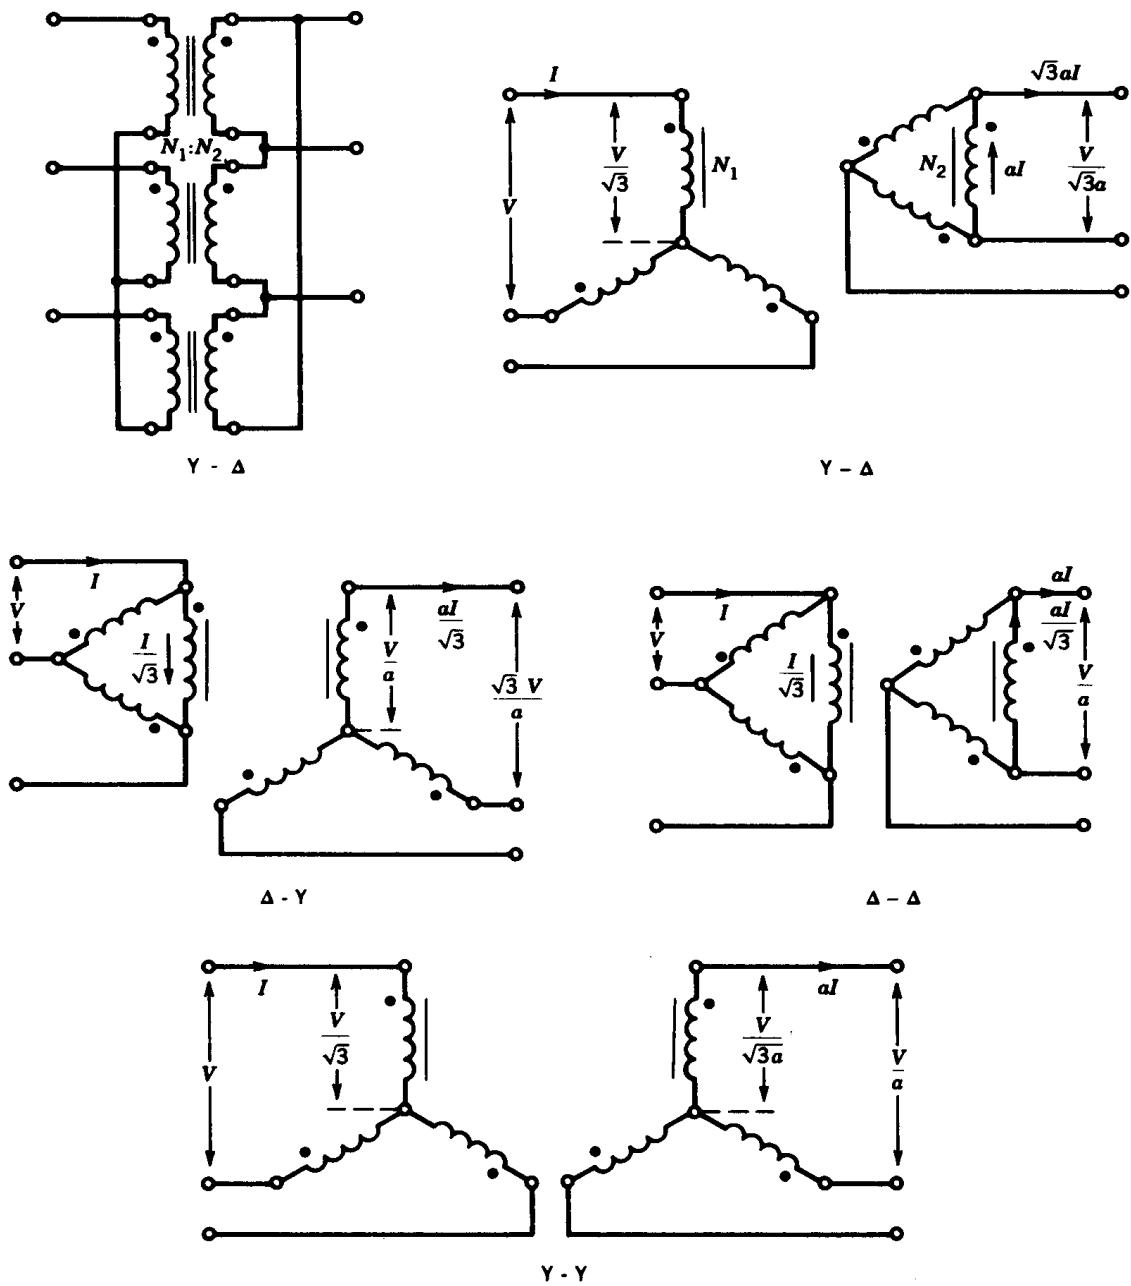 N₁:N₂
Y - Δ
I
V
V/√3
N₁
N₂
aI
√3aI
V/√3a
Y - Δ
I
V
I/√3
V/a
aI/√3
√3 V/a
Δ - Y
I
V
I/√3
aI
aI/√3
V/a
Δ - Δ
I
V
V/√3
V/√3a
aI
V/a
Y - Y